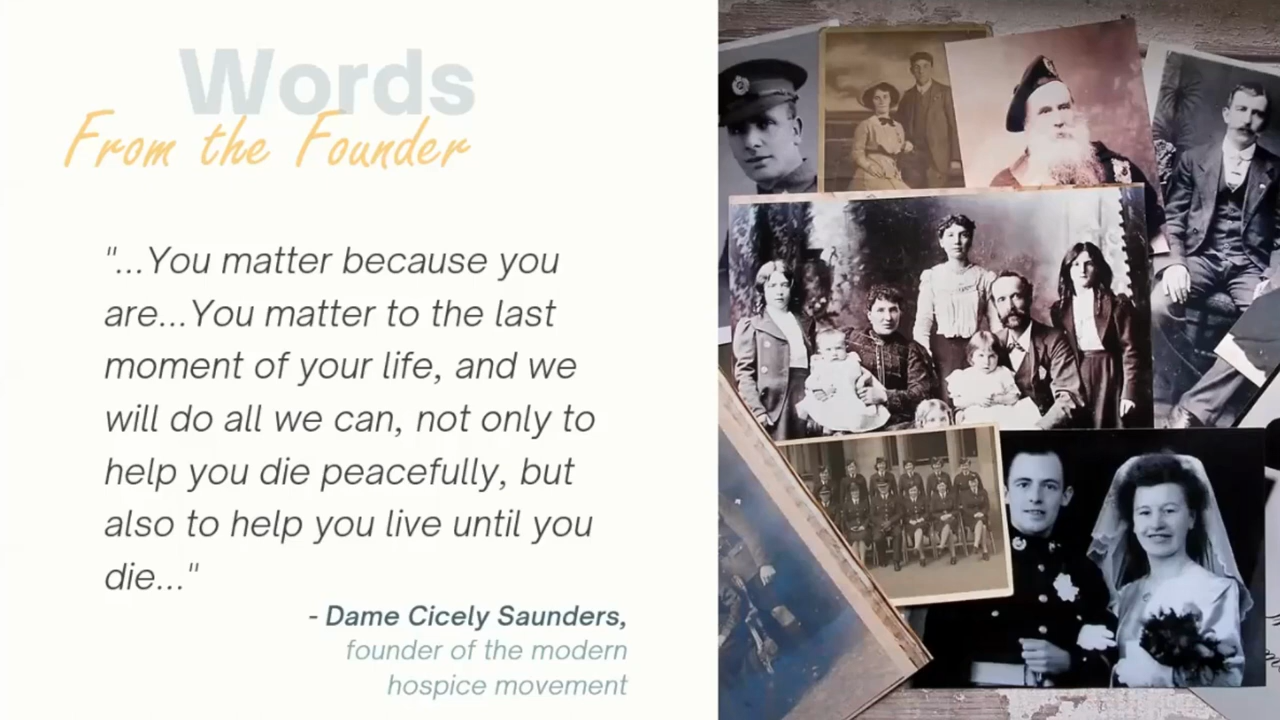 Words
From the Founder
"...You matter because you
are...You matter to the last
moment of your life, and we
will do all we can, not only to
help you die peacefully, but
also to help you live until you
die..."
- Dame Cicely Saunders,
founder of the modern
hospice movement